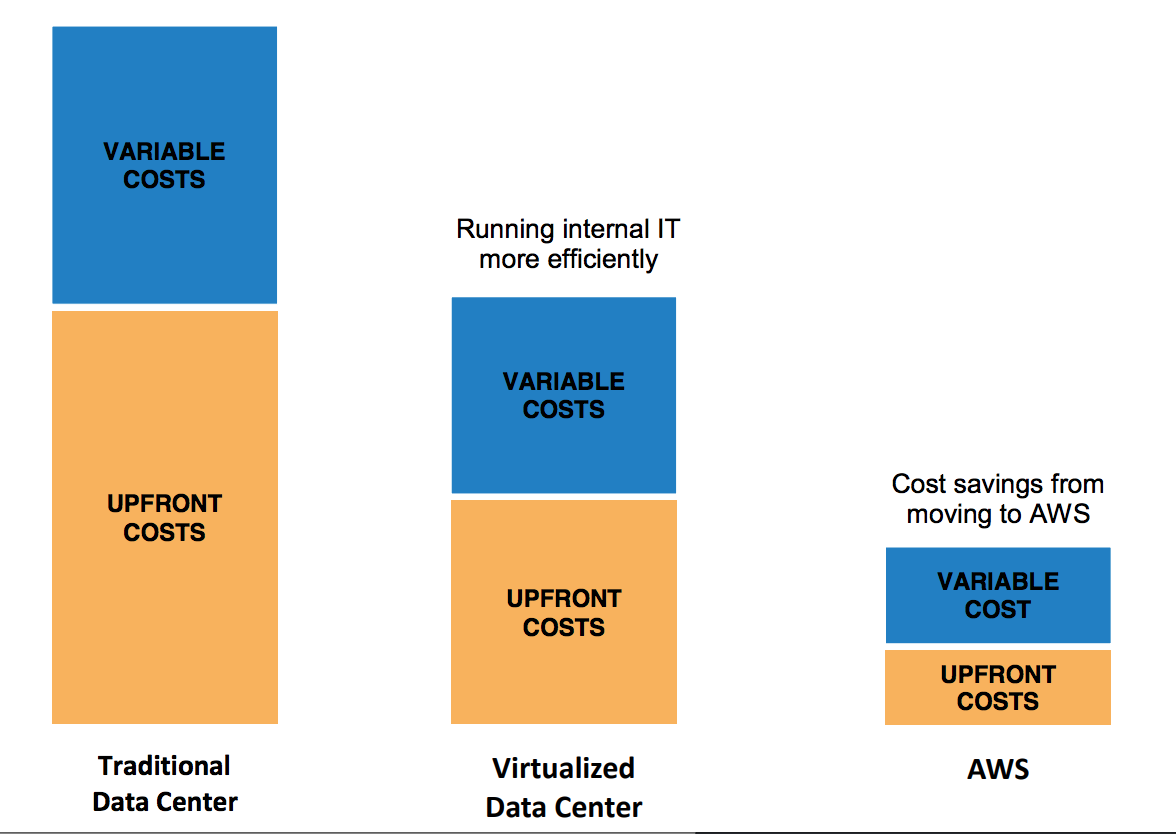 VARIABLE
COSTS
UPFRONT
COSTS
Traditional
Data Center
Running internal IT
more efficiently
VARIABLE
COSTS
UPFRONT
COSTS
Virtualized
Data Center
Cost savings from
moving to AWS
VARIABLE
COST
UPFRONT
COSTS
AWS